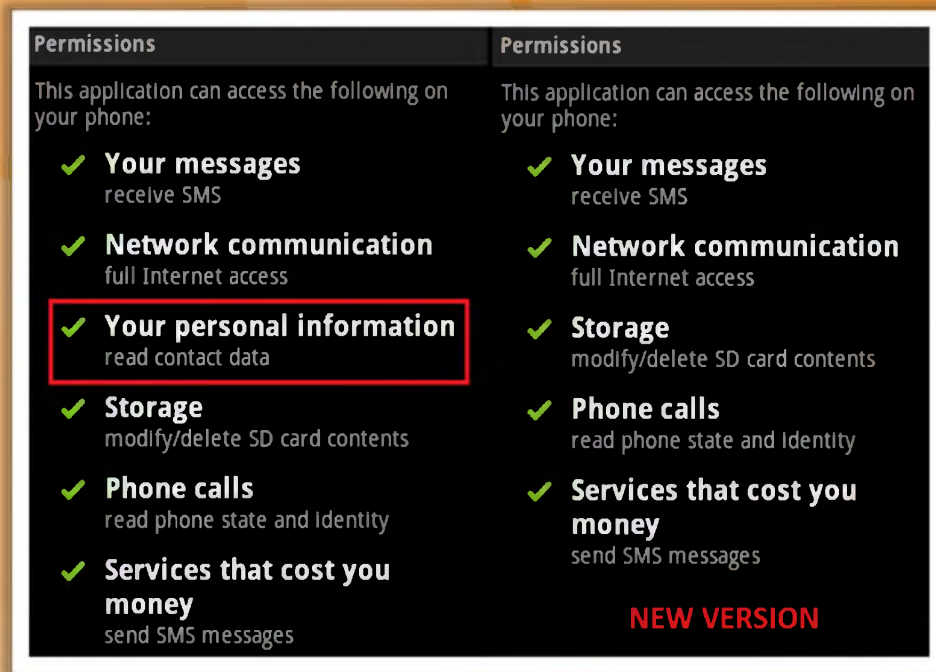 Permissions
This application can access the following on
your phone:
Your messages
receive SMS
Network communication
full Internet access
Your personal information
read contact data
Storage
modify/delete SD card contents
Phone calls
read phone state and identity
Services that cost you
money
send SMS messages
Permissions
This application can access the following on
your phone:
Your messages
receive SMS
Network communication
full Internet access
Storage
modify/delete SD card contents
Phone calls
read phone state and identity
Services that cost you
money
send SMS messages
NEW VERSION